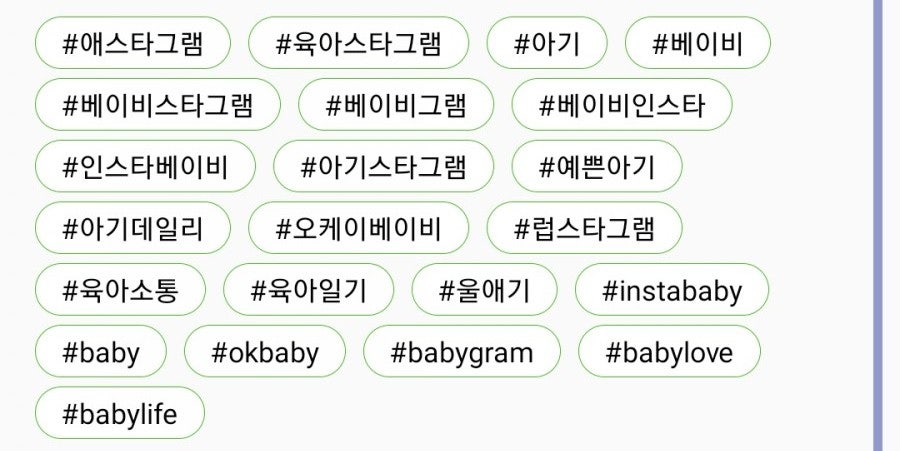 #애스타그램 #육아스타그램 #아기 #베이비
#베이비스타그램 #베이비그램 #베이비인스타
#인스타베이비 #아기스타그램 #예쁜아기
#아기데일리 #오케이베이비 #럽스타그램
#육아소통 #육아일기 #울애기 #instababy
#baby #okbaby #babygram #babylove
#babylife